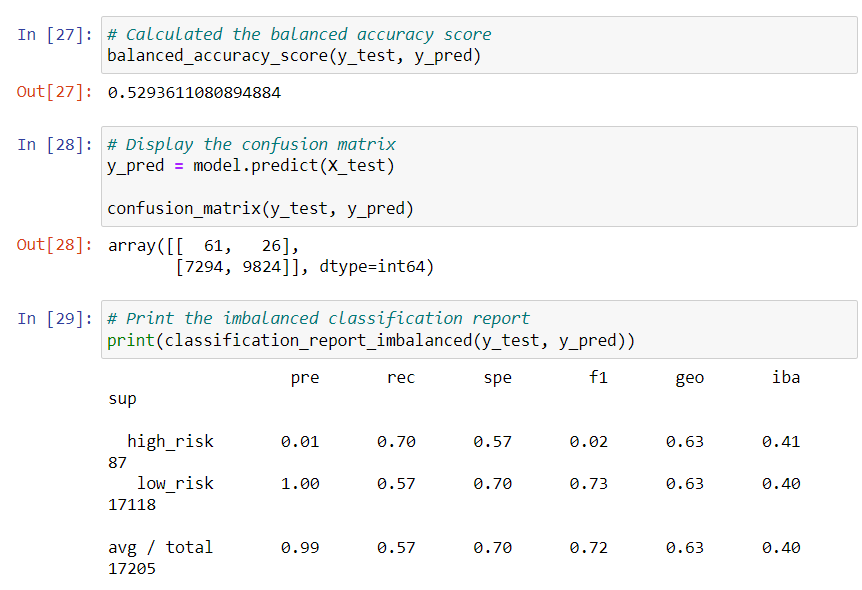 In [27]: # Calculated the balanced accuracy score
balanced_accuracy_score(y_test, y_pred)
Out[27]: 0.5293611080894884
In [28]: # Display the confusion matrix
y_pred = model.predict(X_test)
confusion_matrix(y_test, y_pred)
Out[28]: array([[  61,   26],
       [7294, 9824]], dtype=int64)
In [29]: # Print the imbalanced classification report
print(classification_report_imbalanced(y_test, y_pred))
                   pre       rec       spe        f1       geo       iba
sup
  high_risk       0.01      0.70      0.57      0.02      0.63      0.41
87
   low_risk       1.00      0.57      0.70      0.73      0.63      0.40
17118
avg / total       0.99      0.57      0.70      0.72      0.63      0.40
17205